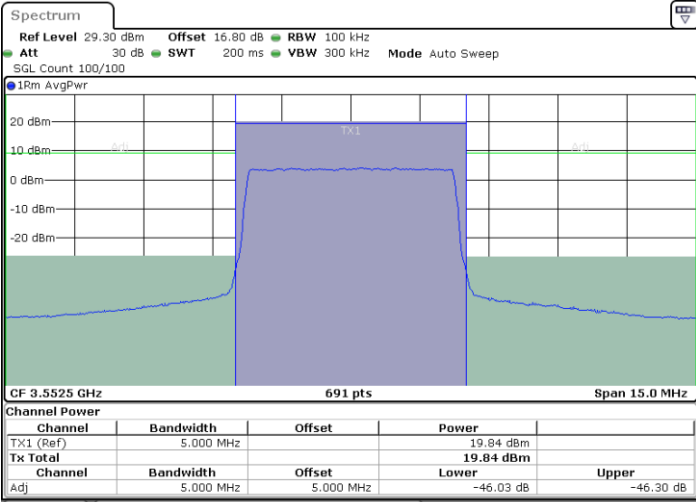 Spectrum
Ref Level 29.30 dBm Offset 16.80 dB RBW 100 kHz
Att 30 dB SWT 200 ms VBW 300 kHz Mode Auto Sweep
SGL Count 100/100
1Rm AvgPwr
20 dBm
TX1
10 dBm Adj Adj
0 dBm
-10 dBm
-20 dBm
CF 3.5525 GHz 691 pts Span 15.0 MHz
Channel Power
Channel Bandwidth Offset Power
TX1 (Ref) 5.000 MHz 19.84 dBm
Tx Total 19.84 dBm
Channel Bandwidth Offset Lower Upper
Adj 5.000 MHz 5.000 MHz -46.03 dB -46.30 dB